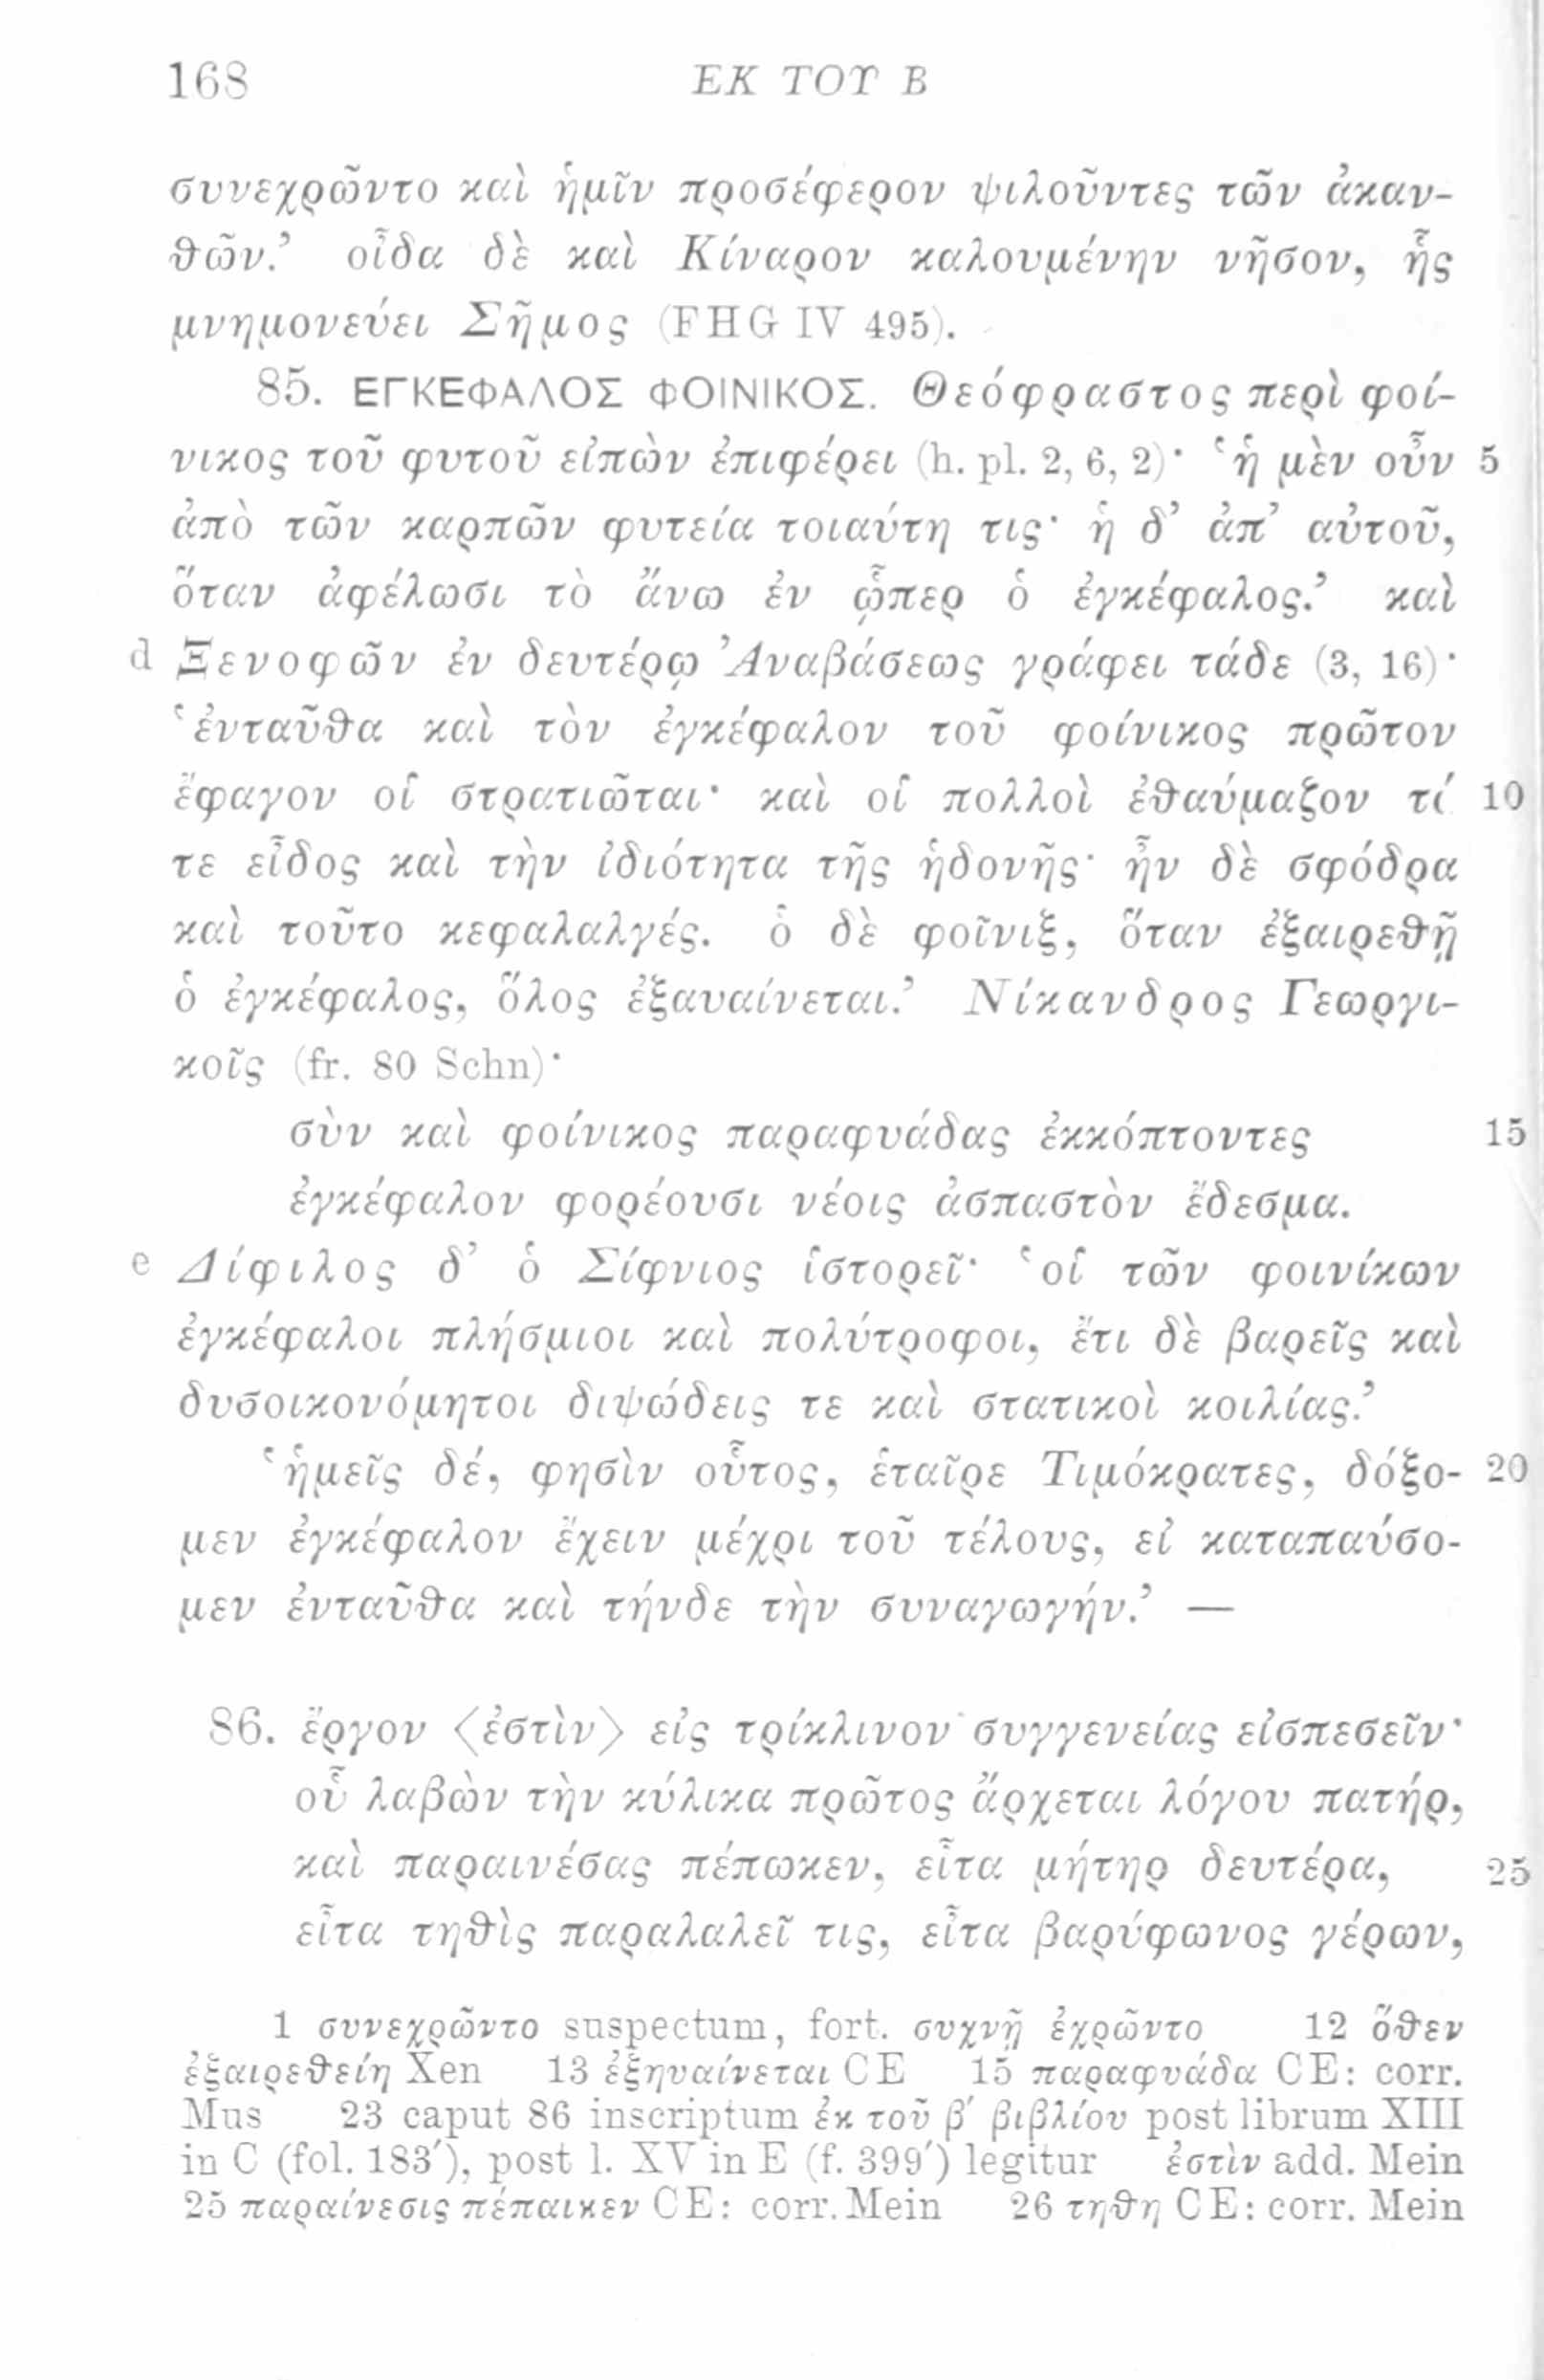 168 ΕΚ ΤΟΥ Β
συνεχρῶντο καὶ ἡμῖν προσέφερον ψιλοῦντες τῶν ἀκαν-
θῶν.’ οἶδα δὲ καὶ Κίναρον καλουμένην νῆσον, ἧς
μνημονεύει Σῆμος (FHG IV 495).
85. ΕΓΚΕΦΑΛΟΣ ΦΟΙΝΙΚΟΣ. Θεόφραστος περὶ φοί-
νικος τοῦ φυτοῦ εἰπὼν ἐπιφέρει (h. pl. 2, 6, 2)· ‘ἡ μὲν οὖν 5
ἀπὸ τῶν καρπῶν φυτεία τοιαύτη τις· ἡ δ’ ἀπ’ αὐτοῦ,
ὅταν ἀφέλωσι τὸ ἄνω ἐν ᾧπερ ὁ ἐγκέφαλος.’ καὶ
d Ξενοφῶν ἐν δευτέρῳ Ἀναβάσεως γράφει τάδε (3, 16)·
‘ἐνταῦθα καὶ τὸν ἐγκέφαλον τοῦ φοίνικος πρῶτον
ἔφαγον οἱ στρατιῶται· καὶ οἱ πολλοὶ ἐθαύμαζον τό 10
τε εἶδος καὶ τὴν ἰδιότητα τῆς ἡδονῆς· ἦν δὲ σφόδρα
καὶ τοῦτο κεφαλαλγές. ὁ δὲ φοῖνιξ, ὅταν ἐξαιρεθῇ
ὁ ἐγκέφαλος, ὅλος ἐξαυαίνεται.’ Νίκανδρος Γεωργι-
κοῖς (fr. 80 Schn)·
σὺν καὶ φοίνικος παραφυάδας ἐκκόπτοντες 15
ἐγκέφαλον φορέουσι νέοις ἀσπαστὸν ἔδεσμα.
e Δίφιλος δ’ ὁ Σίφνιος ἱστορεῖ· ‘οἱ τῶν φοινίκων
ἐγκέφαλοι πλήσμιοι καὶ πολύτροφοι, ἔτι δὲ βαρεῖς καὶ
δυσοικονόμητοι διψώδεις τε καὶ στατικοὶ κοιλίας.’
‘ἡμεῖς δέ, φησὶν οὗτος, ἑταῖρε Τιμόκρατες, δόξο- 20
μεν ἐγκέφαλον ἔχειν μέχρι τοῦ τέλους, εἰ καταπαύσο-
μεν ἐνταῦθα καὶ τήνδε τὴν συναγωγήν.’ —
86. ἔργον 〈ἐστὶν〉 εἰς τρίκλινον συγγενείας εἰσπεσεῖν·
οὗ λαβὼν τὴν κύλικα πρῶτος ἄρχεται λόγου πατήρ,
καὶ παραινέσας πέπωκεν, εἶτα μήτηρ δευτέρα, 25
εἶτα τηθὶς παραλαλεῖ τις, εἶτα βαρύφωνος γέρων,
1 συνεχρῶντο suspectum, fort. συχνῇ ἐχρῶντο 12 ὅθεν
ἐξαιρεθείη Xen 13 ἐξηναίνεται CE 15 παραφυάδα CE: corr.
Mus 23 caput 86 inscriptum ἐκ τοῦ β′ βιβλίου post librum XIII
in C (fol. 183′), post l. XV in E (f. 399′) legitur ἐστὶν add. Mein
25 παραίνεσις πέπαικεν CE: corr. Mein 26 τηθη CE: corr. Mein